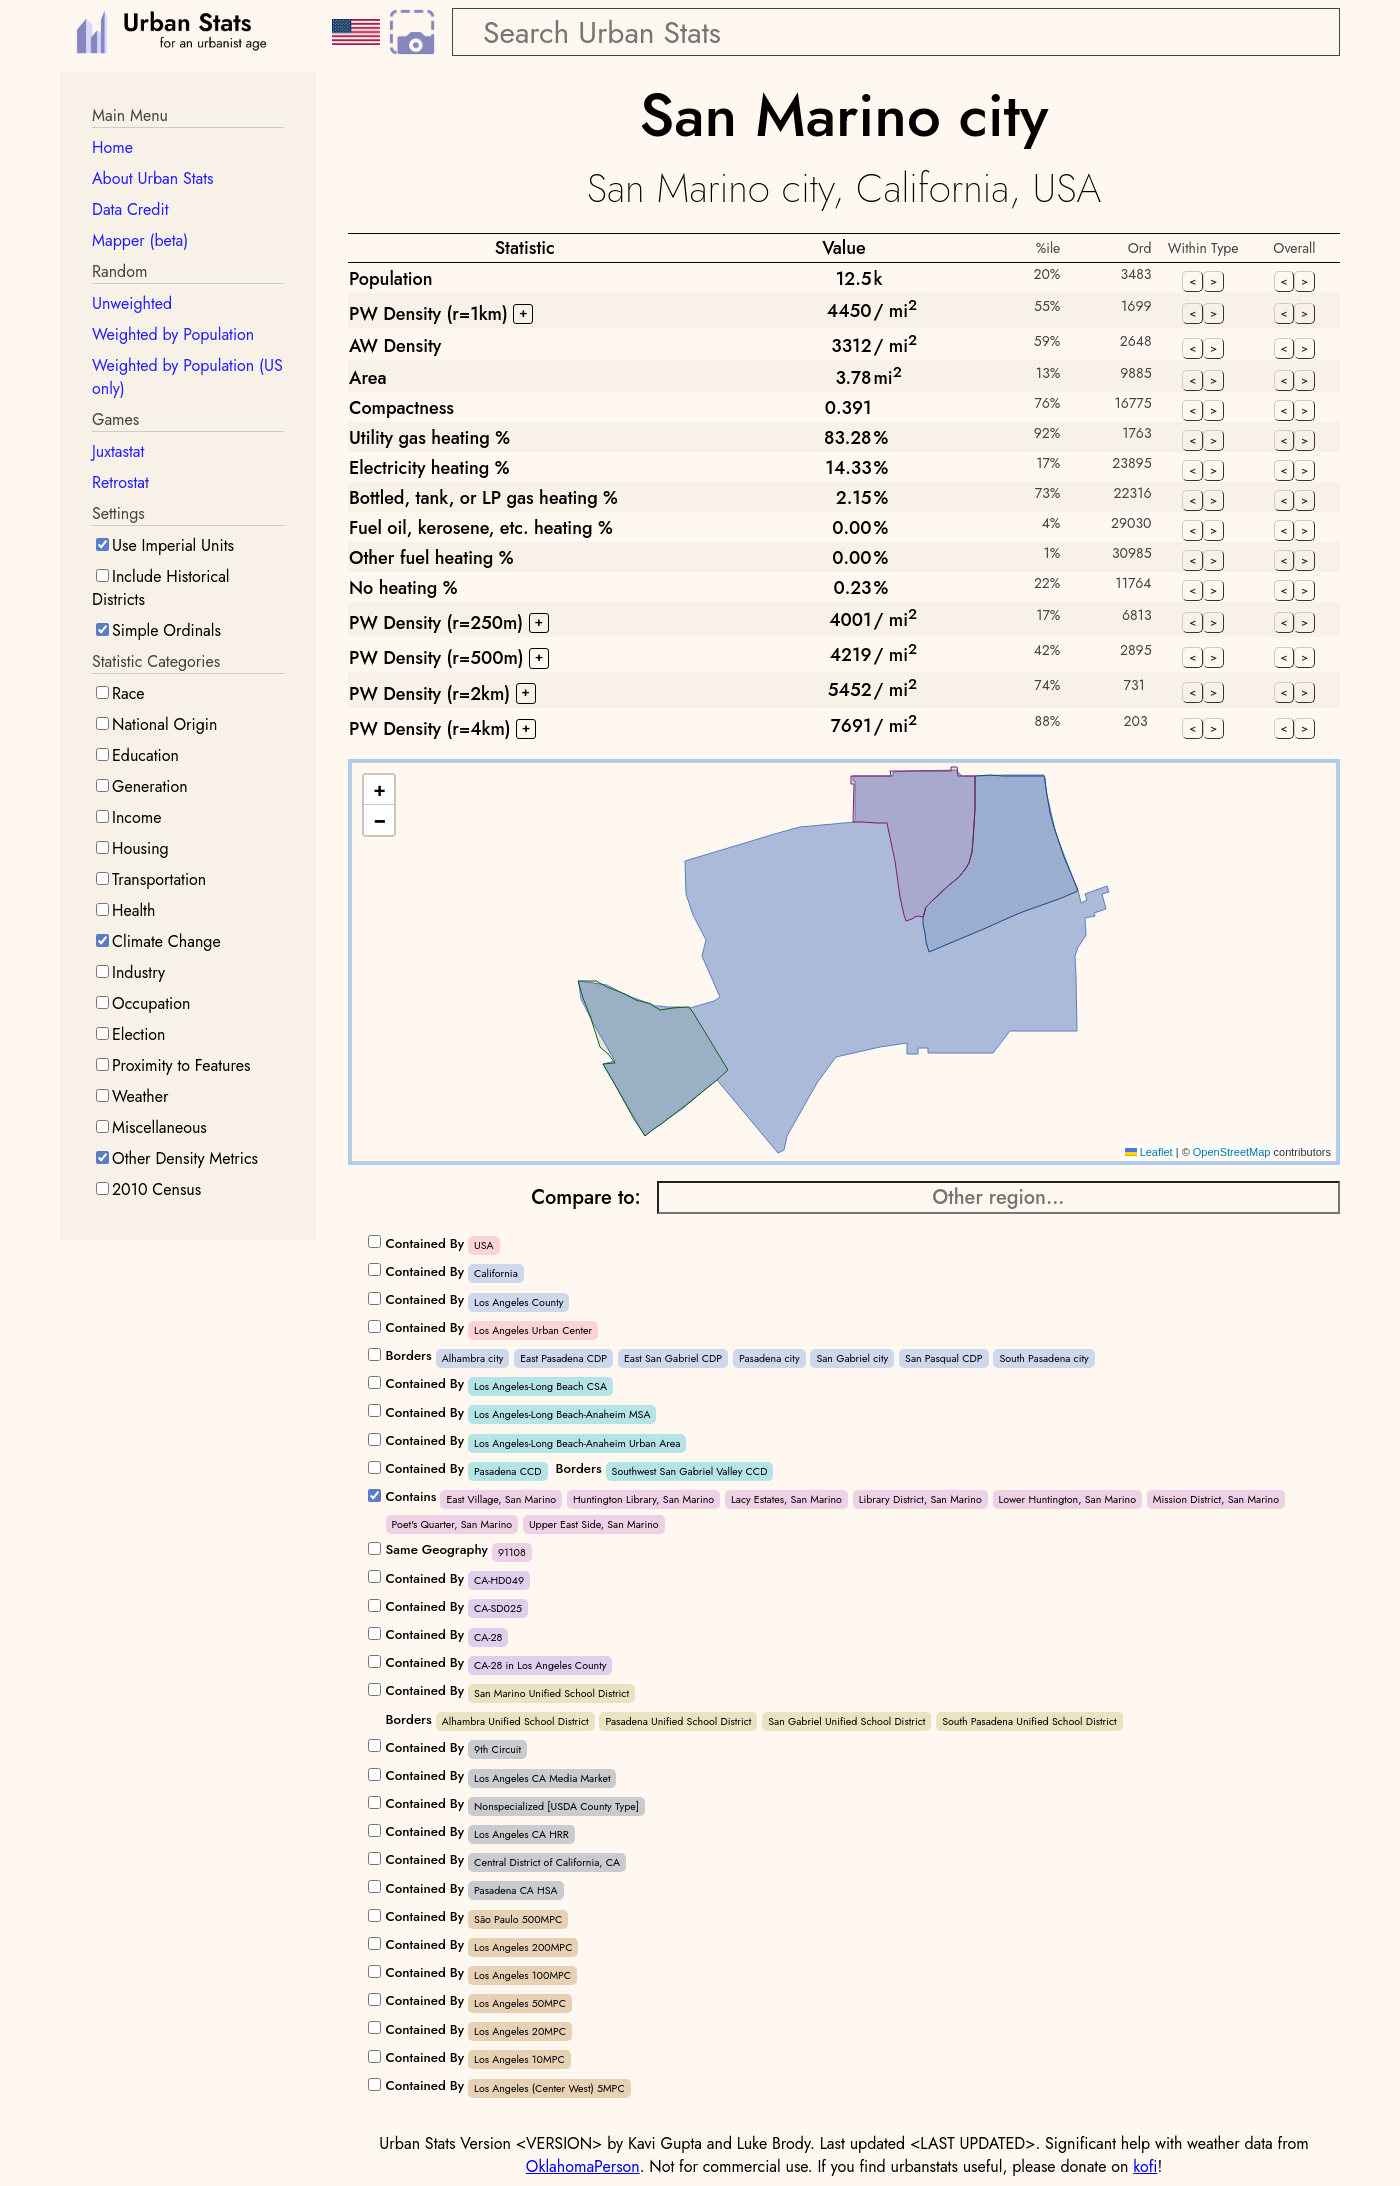 Urban Stats
for an urbanist age
Search Urban Stats
Main Menu
Home
About Urban Stats
Data Credit
Mapper (beta)
Random
Unweighted
Weighted by Population
Weighted by Population (US
only)
Games
Juxtastat
Retrostat
Settings
Use Imperial Units
Include Historical
Districts
Simple Ordinals
Statistic Categories
Race
National Origin
Education
Generation
Income
Housing
Transportation
Health
Climate Change
Industry
Occupation
Election
Proximity to Features
Weather
Miscellaneous
Other Density Metrics
2010 Census
San Marino city
San Marino city, California, USA
Statistic Value %ile Ord Within Type Overall
Population 12.5k 20% 3483 < > < >
PW Density (r=1km) + 4450/ mi² 55% 1699 < > < >
AW Density 3312/ mi² 59% 2648 < > < >
Area 3.78mi² 13% 9885 < > < >
Compactness 0.391 76% 16775 < > < >
Utility gas heating % 83.28% 92% 1763 < > < >
Electricity heating % 14.33% 17% 23895 < > < >
Bottled, tank, or LP gas heating % 2.15% 73% 22316 < > < >
Fuel oil, kerosene, etc. heating % 0.00% 4% 29030 < > < >
Other fuel heating % 0.00% 1% 30985 < > < >
No heating % 0.23% 22% 11764 < > < >
PW Density (r=250m) + 4001/ mi² 17% 6813 < > < >
PW Density (r=500m) + 4219/ mi² 42% 2895 < > < >
PW Density (r=2km) + 5452/ mi² 74% 731 < > < >
PW Density (r=4km) + 7691/ mi² 88% 203 < > < >
+
−
Leaflet | © OpenStreetMap contributors
Compare to: Other region...
Contained By USA
Contained By California
Contained By Los Angeles County
Contained By Los Angeles Urban Center
Borders Alhambra city East Pasadena CDP East San Gabriel CDP Pasadena city San Gabriel city San Pasqual CDP South Pasadena city
Contained By Los Angeles-Long Beach CSA
Contained By Los Angeles-Long Beach-Anaheim MSA
Contained By Los Angeles-Long Beach-Anaheim Urban Area
Contained By Pasadena CCD Borders Southwest San Gabriel Valley CCD
Contains East Village, San Marino Huntington Library, San Marino Lacy Estates, San Marino Library District, San Marino Lower Huntington, San Marino Mission District, San Marino
Poet's Quarter, San Marino Upper East Side, San Marino
Same Geography 91108
Contained By CA-HD049
Contained By CA-SD025
Contained By CA-28
Contained By CA-28 in Los Angeles County
Contained By San Marino Unified School District
Borders Alhambra Unified School District Pasadena Unified School District San Gabriel Unified School District South Pasadena Unified School District
Contained By 9th Circuit
Contained By Los Angeles CA Media Market
Contained By Nonspecialized [USDA County Type]
Contained By Los Angeles CA HRR
Contained By Central District of California, CA
Contained By Pasadena CA HSA
Contained By São Paulo 500MPC
Contained By Los Angeles 200MPC
Contained By Los Angeles 100MPC
Contained By Los Angeles 50MPC
Contained By Los Angeles 20MPC
Contained By Los Angeles 10MPC
Contained By Los Angeles (Center West) 5MPC
Urban Stats Version <VERSION> by Kavi Gupta and Luke Brody. Last updated <LAST UPDATED>. Significant help with weather data from
OklahomaPerson. Not for commercial use. If you find urbanstats useful, please donate on kofi!